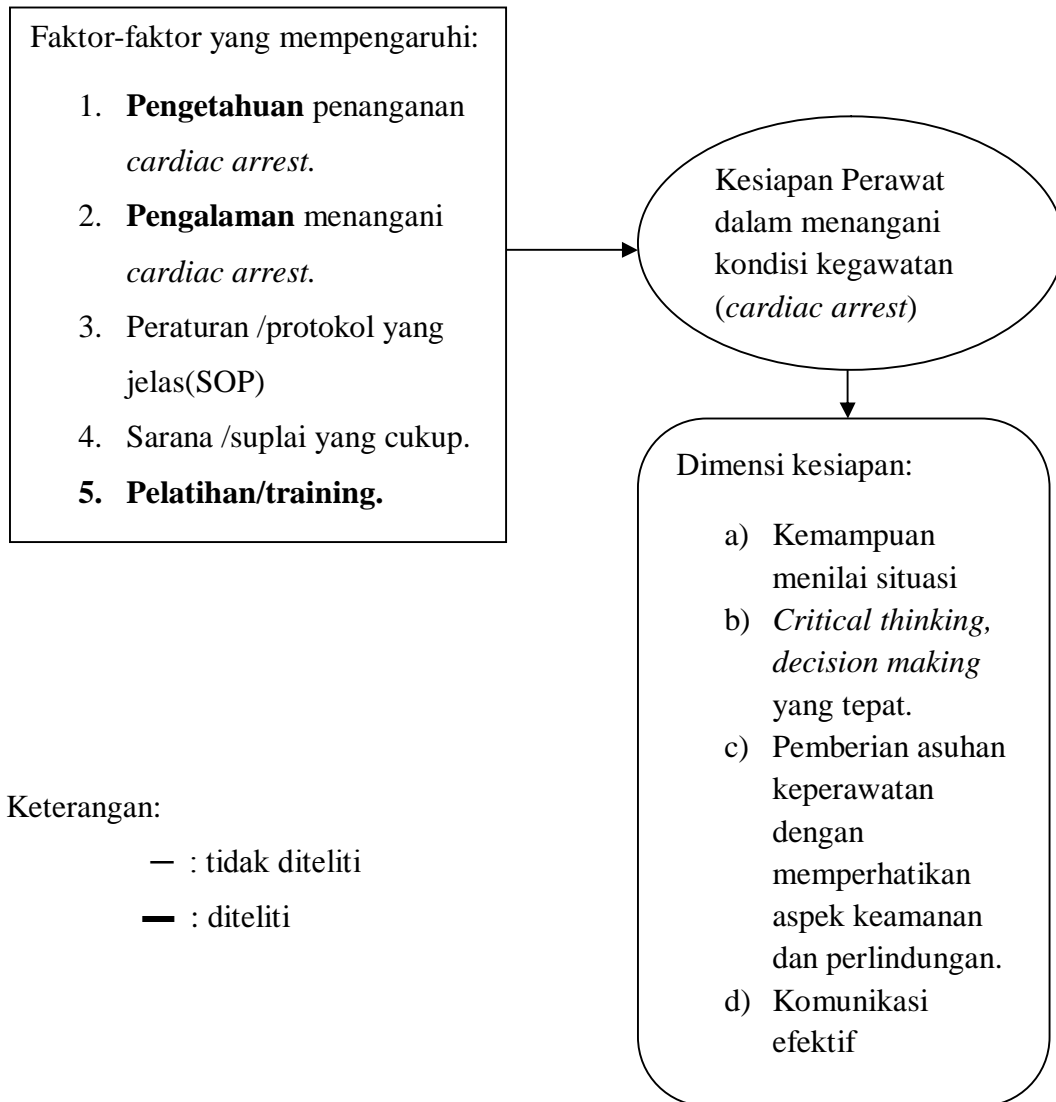 Faktor-faktor yang mempengaruhi:
1. Pengetahuan penanganan
cardiac arrest.
2. Pengalaman menangani
cardiac arrest.
3. Peraturan /protokol yang
jelas(SOP)
4. Sarana /suplai yang cukup.
5. Pelatihan/training.
Kesiapan Perawat
dalam menangani
kondisi kegawatan
(cardiac arrest)
Dimensi kesiapan:
a) Kemampuan
menilai situasi
b) Critical thinking,
decision making
yang tepat.
c) Pemberian asuhan
keperawatan
dengan
memperhatikan
aspek keamanan
dan perlindungan.
d) Komunikasi
efektif
Keterangan:
: tidak diteliti
: diteliti